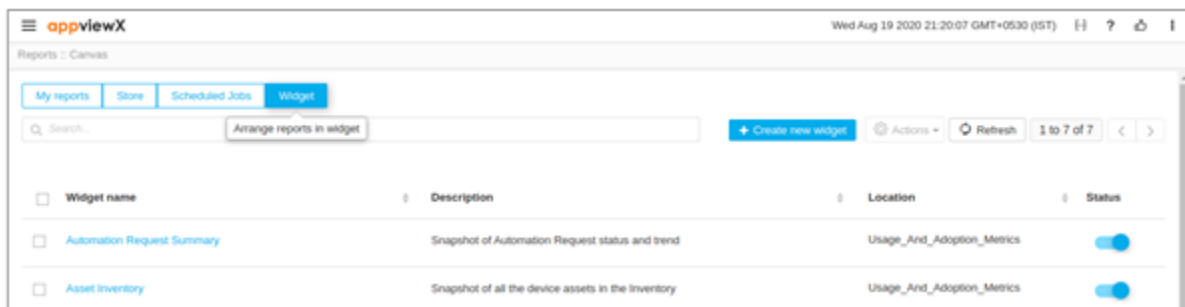 appviewX Wed Aug 19 2020 21:20:07 GMT+0530 (IST) ?
Reports :: Canvas
My reports Store Scheduled Jobs Widget
Search... Arrange reports in widget + Create new widget Actions Refresh 1 to 7 of 7
Widget name Description Location Status
Automation Request Summary Snapshot of Automation Request status and trend Usage_And_Adoption_Metrics
Asset Inventory Snapshot of all the device assets in the Inventory Usage_And_Adoption_Metrics